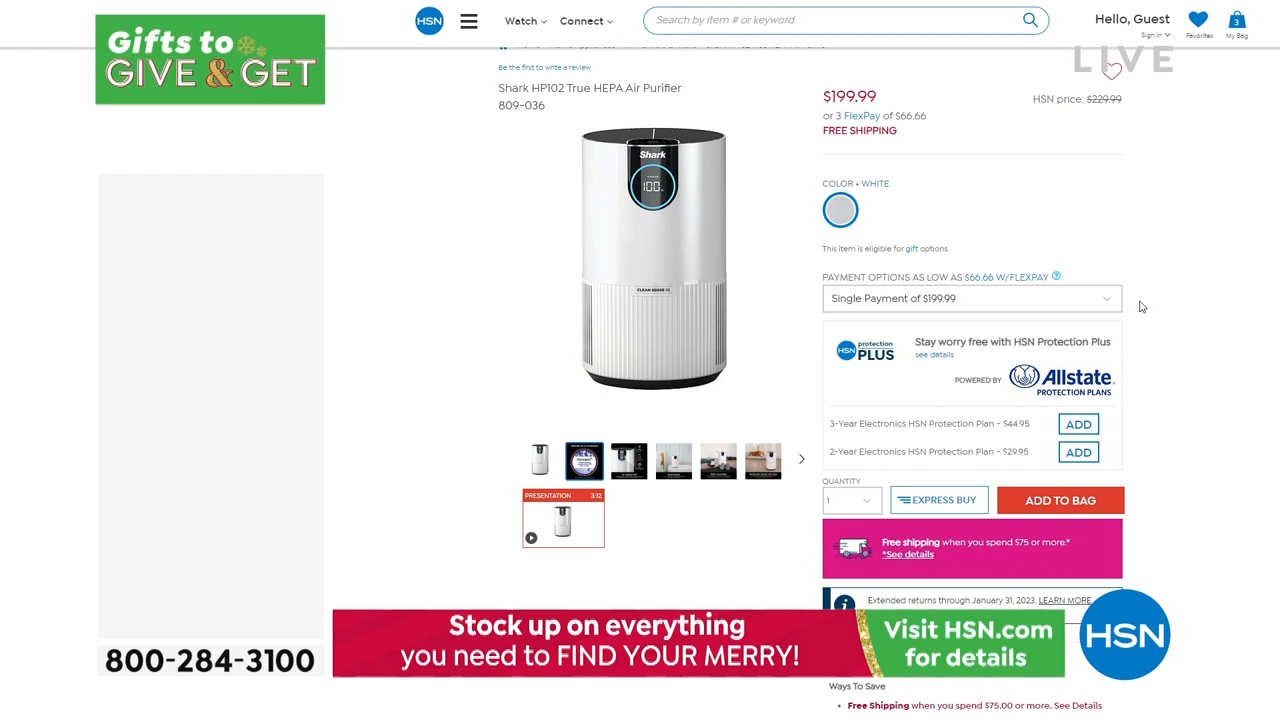 Gifts to
GIVE & GET
HSN
Watch
Connect
Search by item # or keyword
Hello, Guest
Sign in
Favorites
3
My Bag
LIVE
Be the first to write a review
Shark HP102 True HEPA Air Purifier
809-036
$199.99
HSN price: $229.99
or 3 FlexPay of $66.66
FREE SHIPPING
COLOR • WHITE
This item is eligible for gift options.
PAYMENT OPTIONS AS LOW AS $66.66 W/FLEXPAY
Single Payment of $199.99
HSN protection PLUS
Stay worry free with HSN Protection Plus
see details
POWERED BY
Allstate.
PROTECTION PLANS
3-Year Electronics HSN Protection Plan - $44.95
ADD
2-Year Electronics HSN Protection Plan - $29.95
ADD
QUANTITY
1
EXPRESS BUY
ADD TO BAG
Free shipping when you spend $75 or more.*
*See details
Extended returns through January 31, 2023. LEARN MORE
Shark
100%
CLEAN SENSE IQ
PRESENTATION 3:12
800-284-3100
Stock up on everything
you need to FIND YOUR MERRY!
Visit HSN.com
for details
HSN
Ways To Save
• Free Shipping when you spend $75.00 or more. See Details